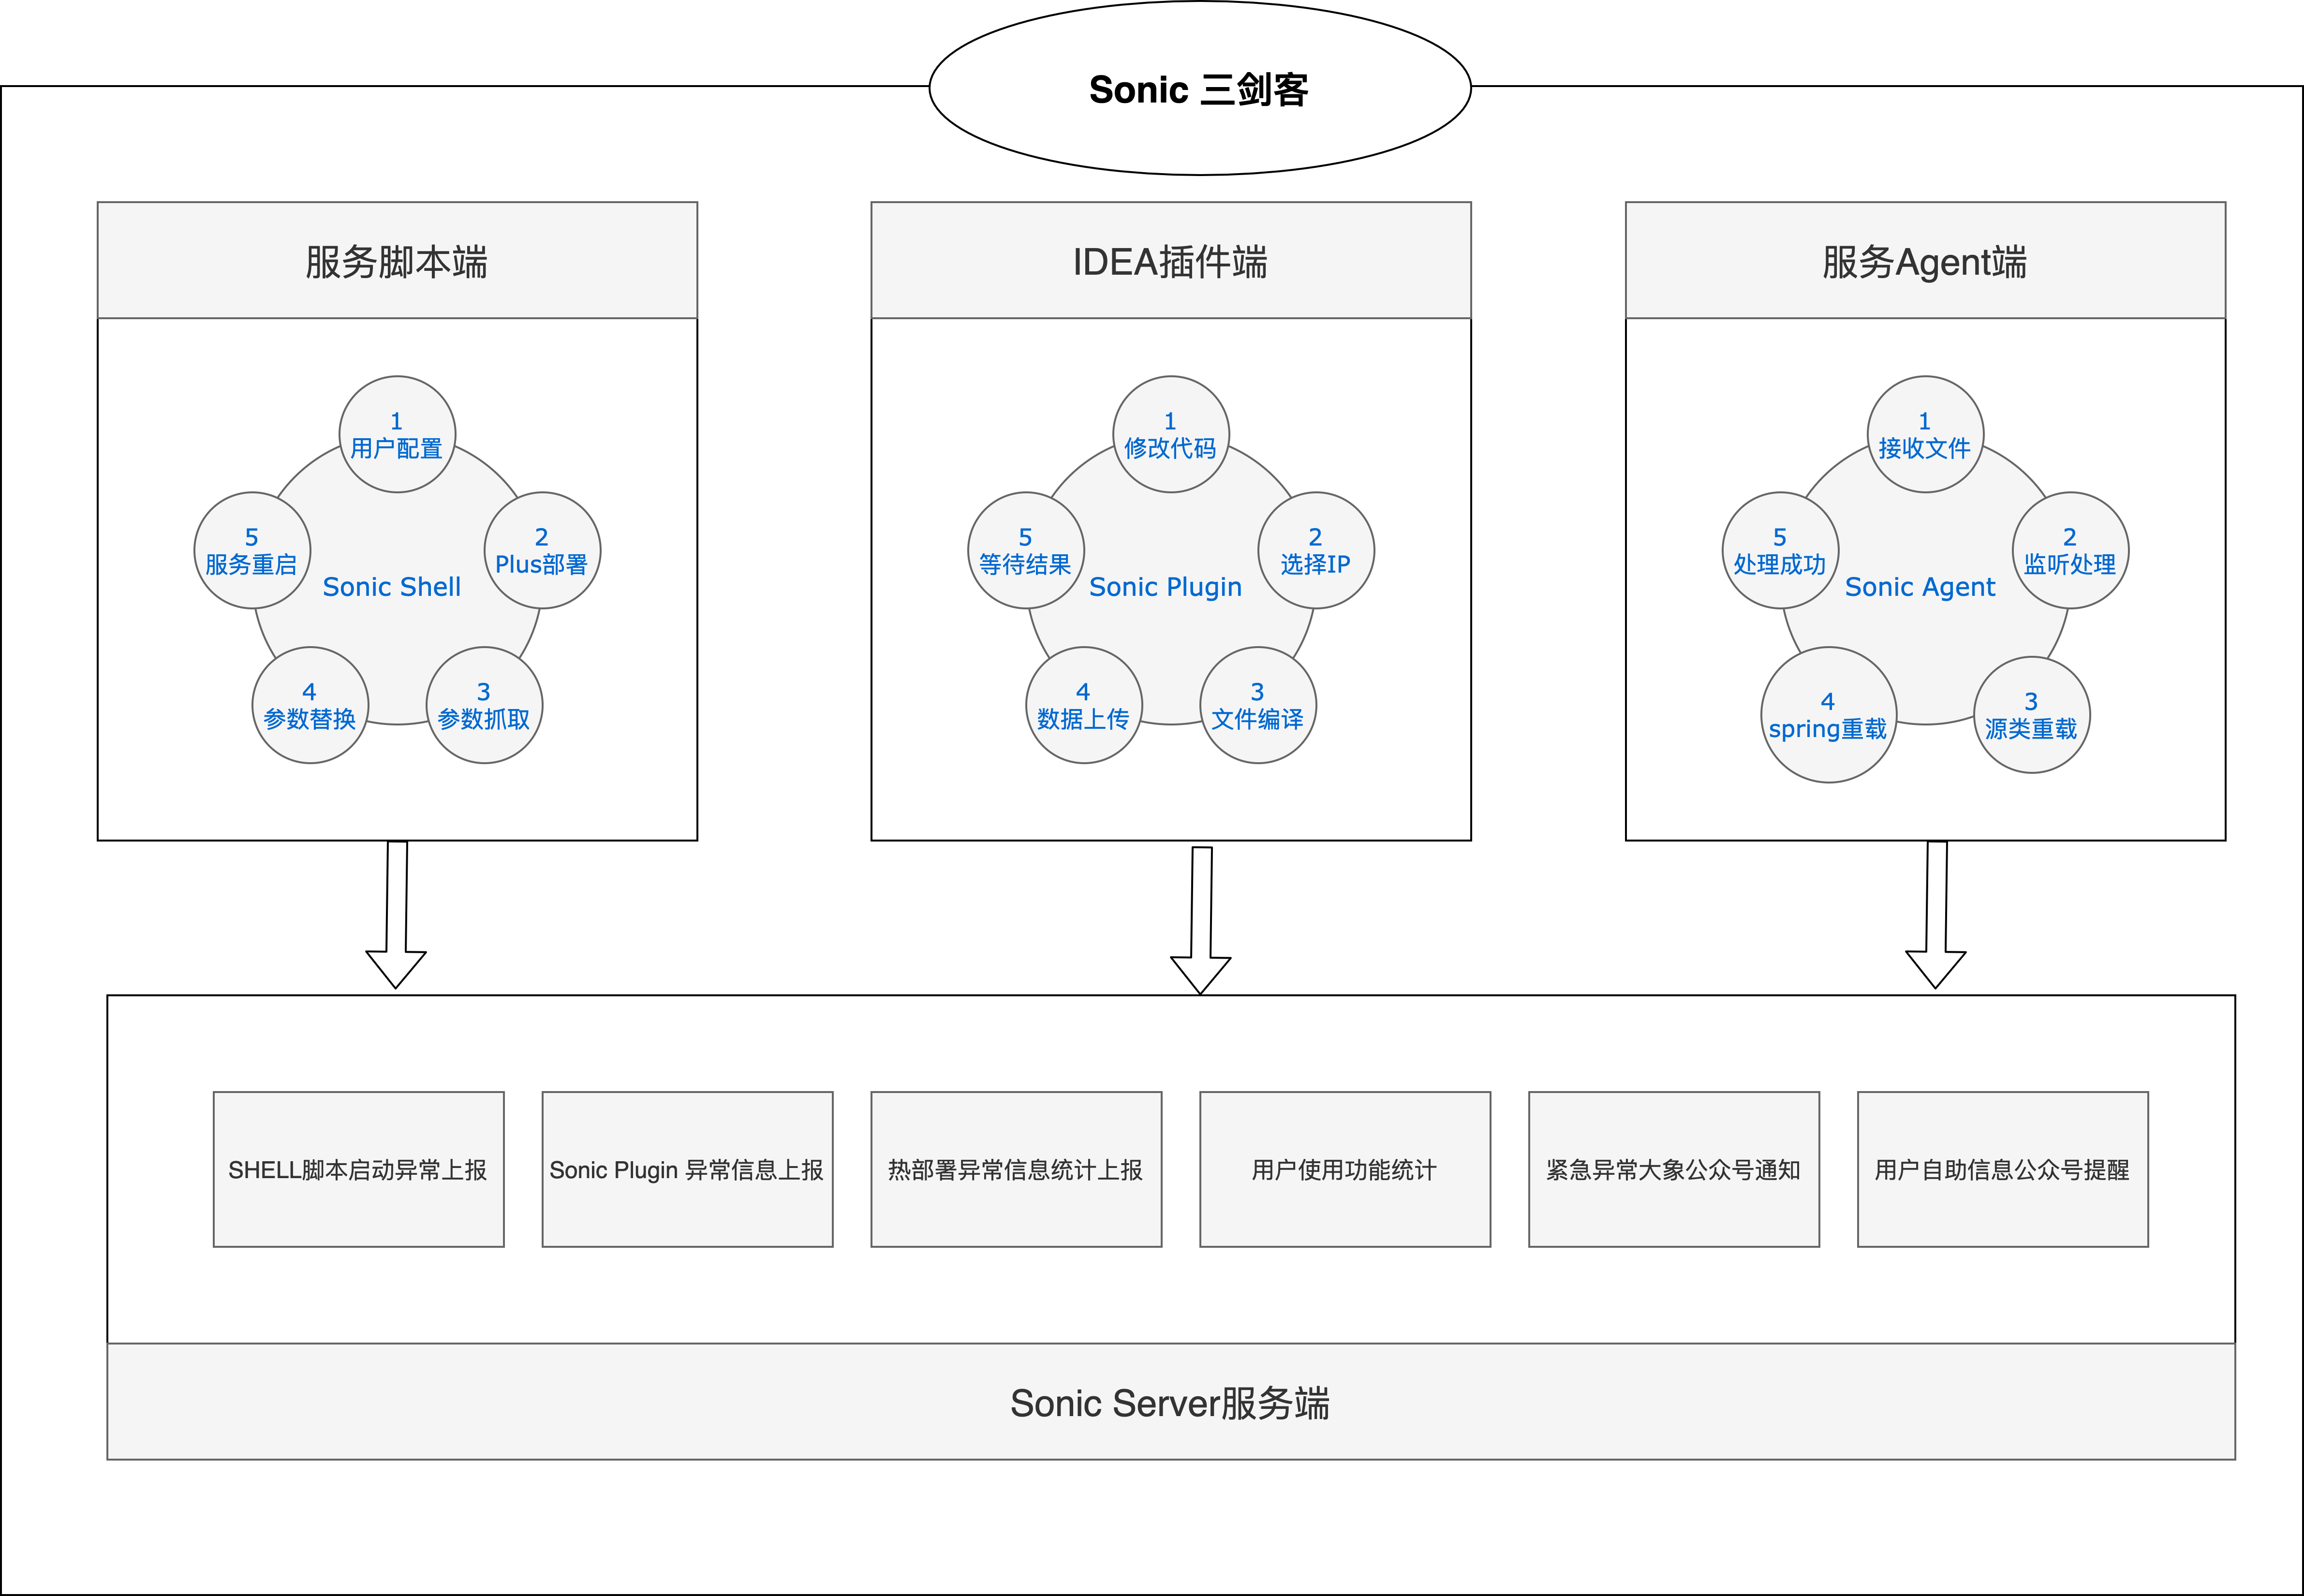 Sonic 三剑客
服务脚本端
1
用户配置
2
Plus部署
3
参数抓取
4
参数替换
5
服务重启
Sonic Shell
IDEA插件端
1
修改代码
2
选择IP
3
文件编译
4
数据上传
5
等待结果
Sonic Plugin
服务Agent端
1
接收文件
2
监听处理
3
源类重载
4
spring重载
5
处理成功
Sonic Agent
SHELL脚本启动异常上报
Sonic Plugin 异常信息上报
热部署异常信息统计上报
用户使用功能统计
紧急异常大象公众号通知
用户自助信息公众号提醒
Sonic Server服务端